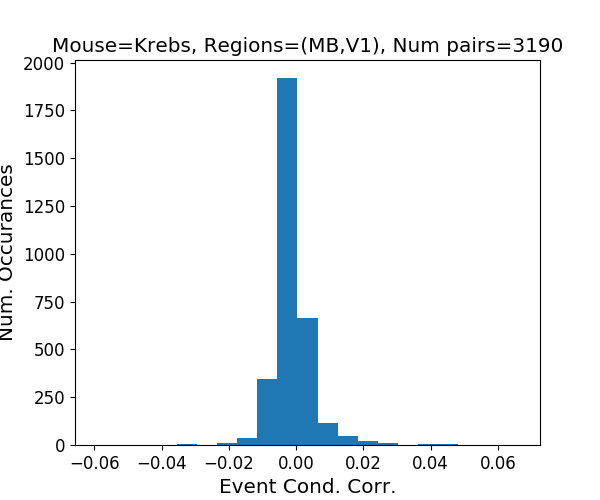 Mouse=Krebs, Regions=(MB,V1), Num pairs=3190
2000
1750
1500
1250
1000
750
500
250
0
Num. Occurances
−0.06 −0.04 −0.02 0.00 0.02 0.04 0.06
Event Cond. Corr.